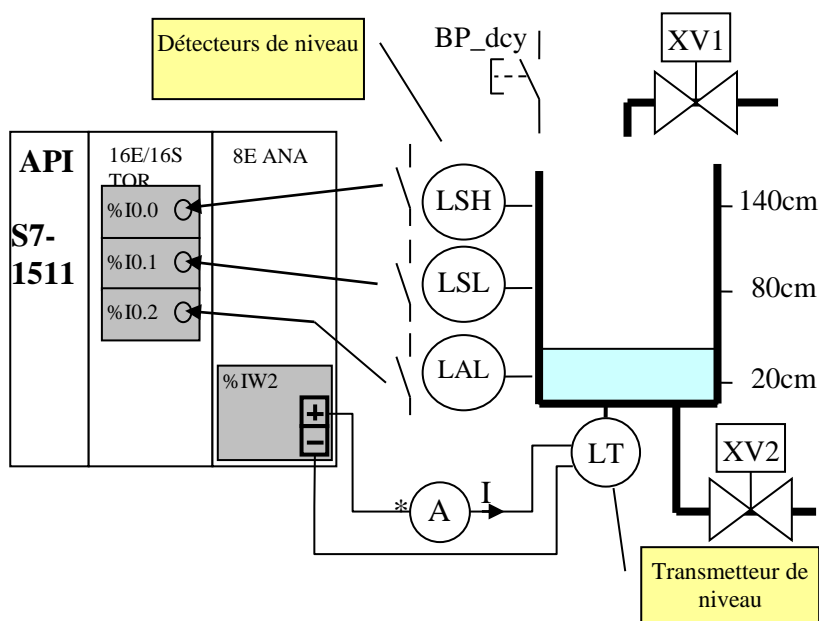 Détecteurs de niveau
BP_dcy
XV1
API
S7-
1511
16E/16S
TOR
8E ANA
%I0.0
%I0.1
%I0.2
%IW2
+
−
LSH
LSL
LAL
140cm
80cm
20cm
LT
XV2
* A
I
Transmetteur de
niveau